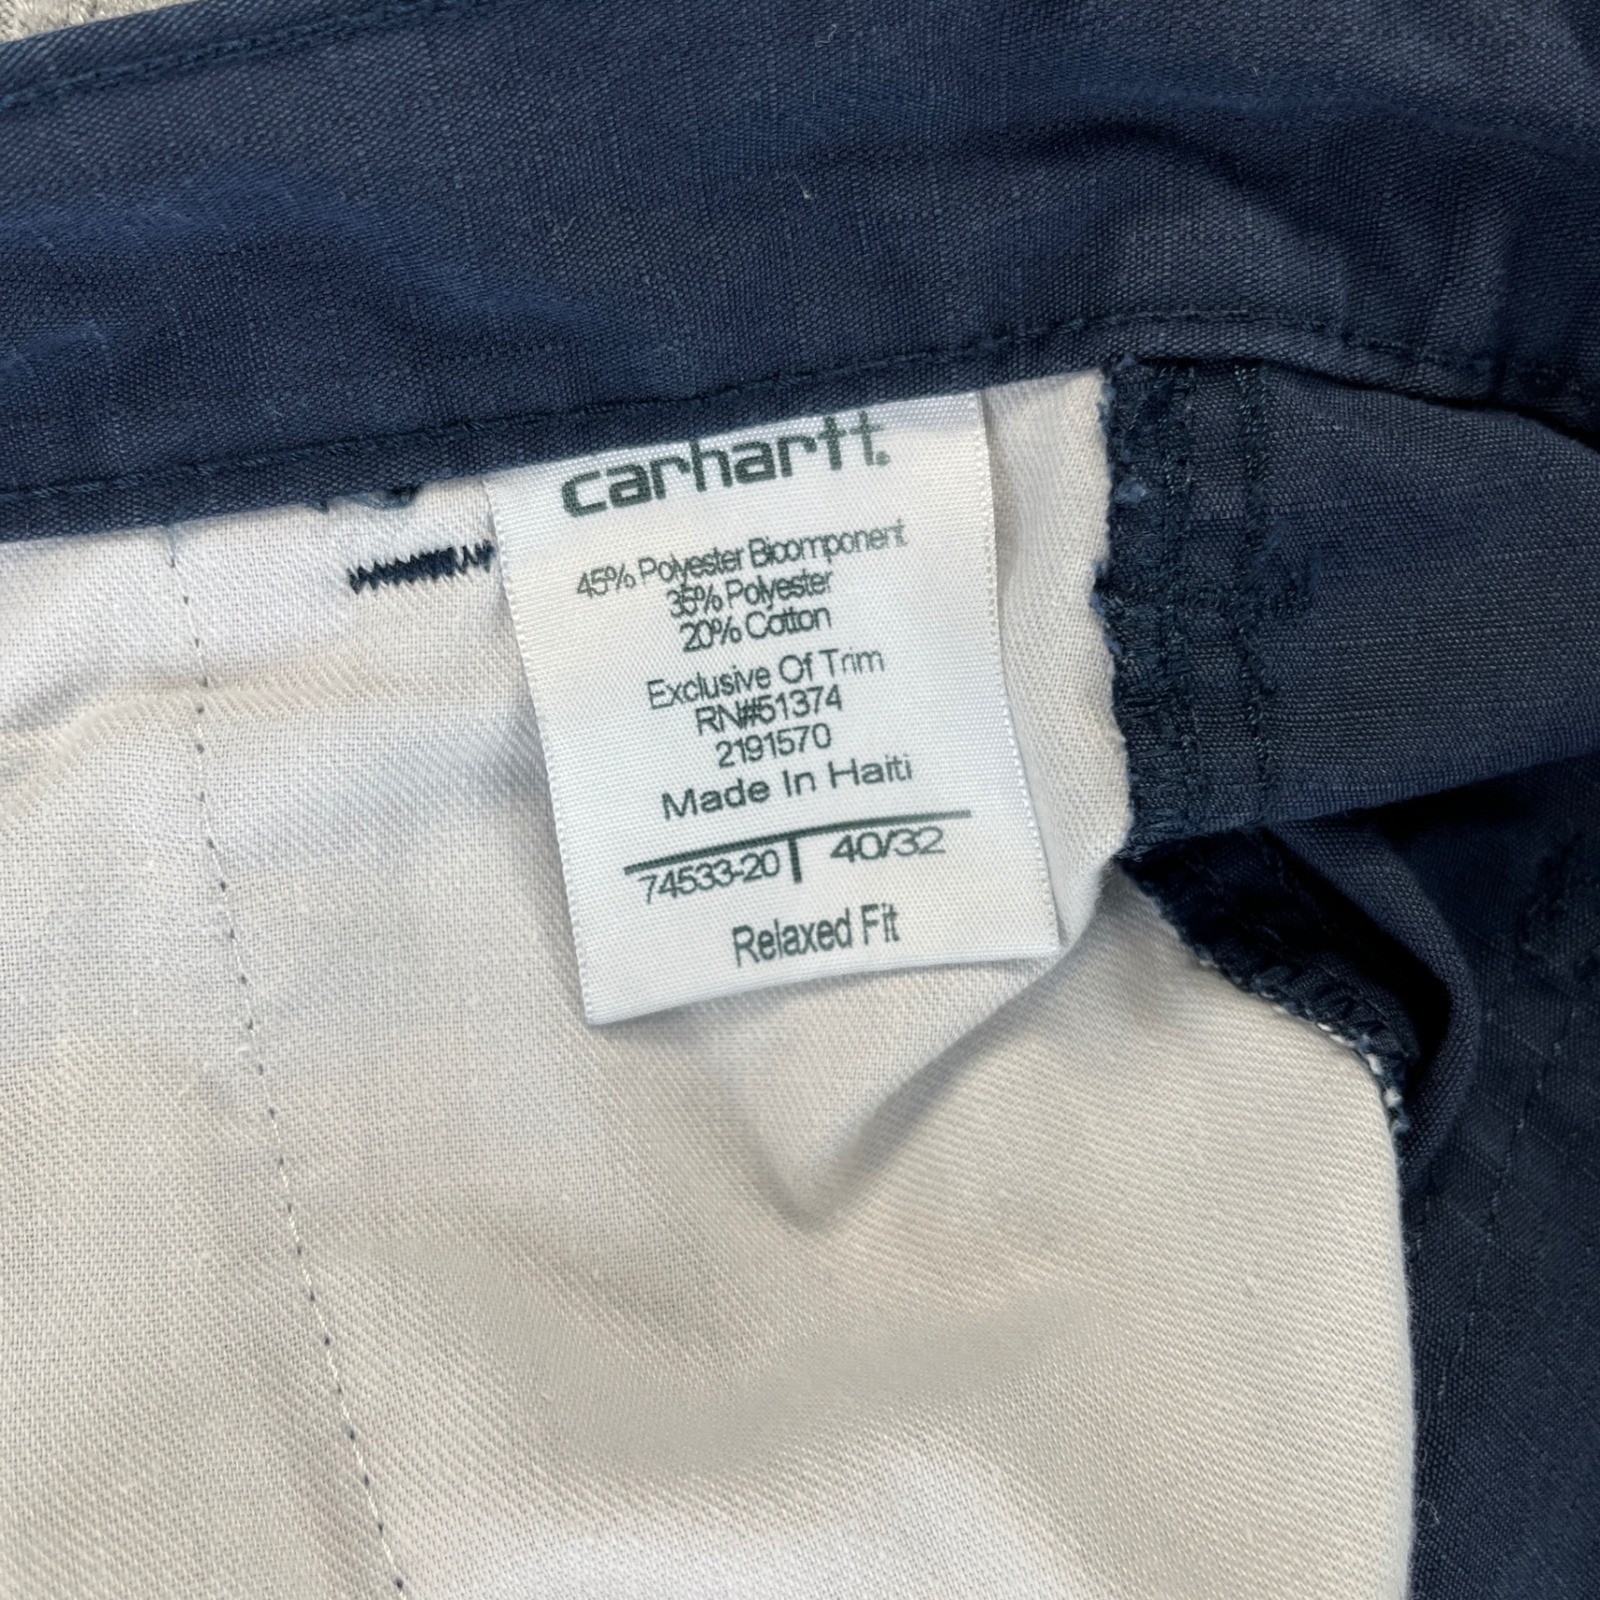 carhartt.
45% Polyester Bicomponent
35% Polyester
20% Cotton
Exclusive Of Trim
RN#51374
2191570
Made In Haiti
74533-20 40/32
Relaxed Fit